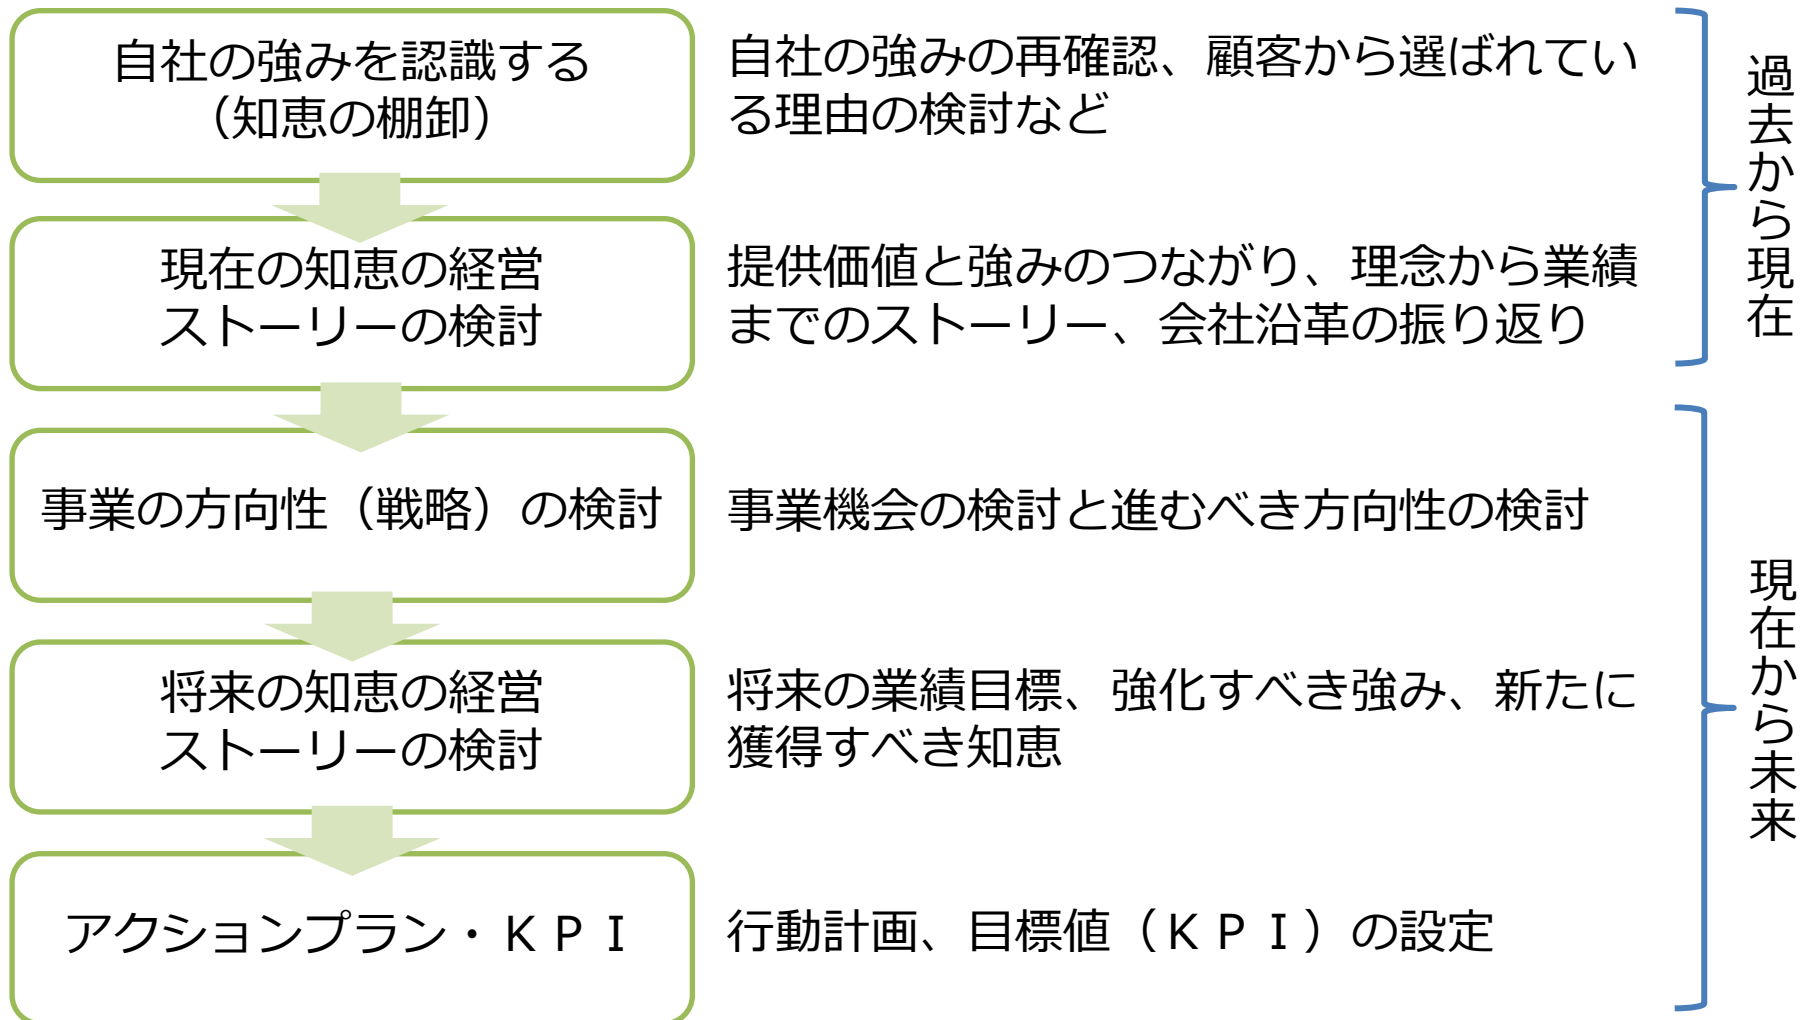 自社の強みを認識する
（知恵の棚卸）
自社の強みの再確認、顧客から選ばれてい
る理由の検討など
現在の知恵の経営
ストーリーの検討
提供価値と強みのつながり、理念から業績
までのストーリー、会社沿革の振り返り
過去から現在
事業の方向性（戦略）の検討
事業機会の検討と進むべき方向性の検討
将来の知恵の経営
ストーリーの検討
将来の業績目標、強化すべき強み、新たに
獲得すべき知恵
アクションプラン・ＫＰＩ
行動計画、目標値（ＫＰＩ）の設定
現在から未来